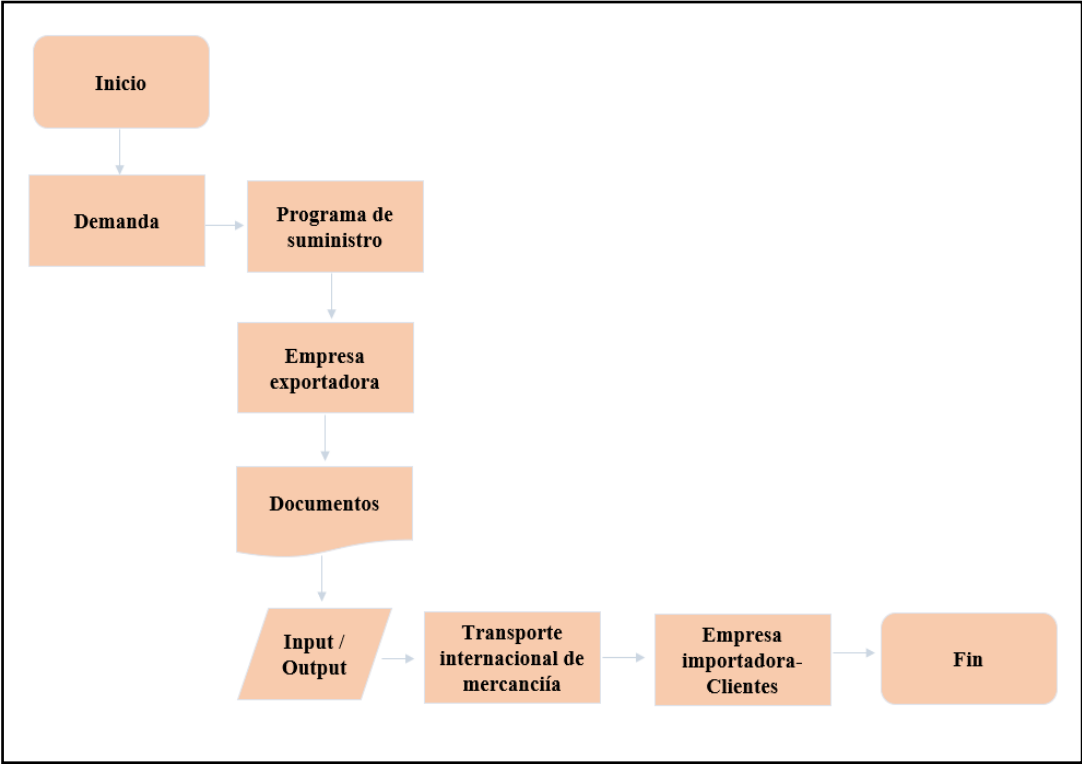 Inicio
Demanda
Programa de
suministro
Empresa
exportadora
Documentos
Input /
Output
Transporte
internacional de
mercanciía
Empresa
importadora-
Clientes
Fin